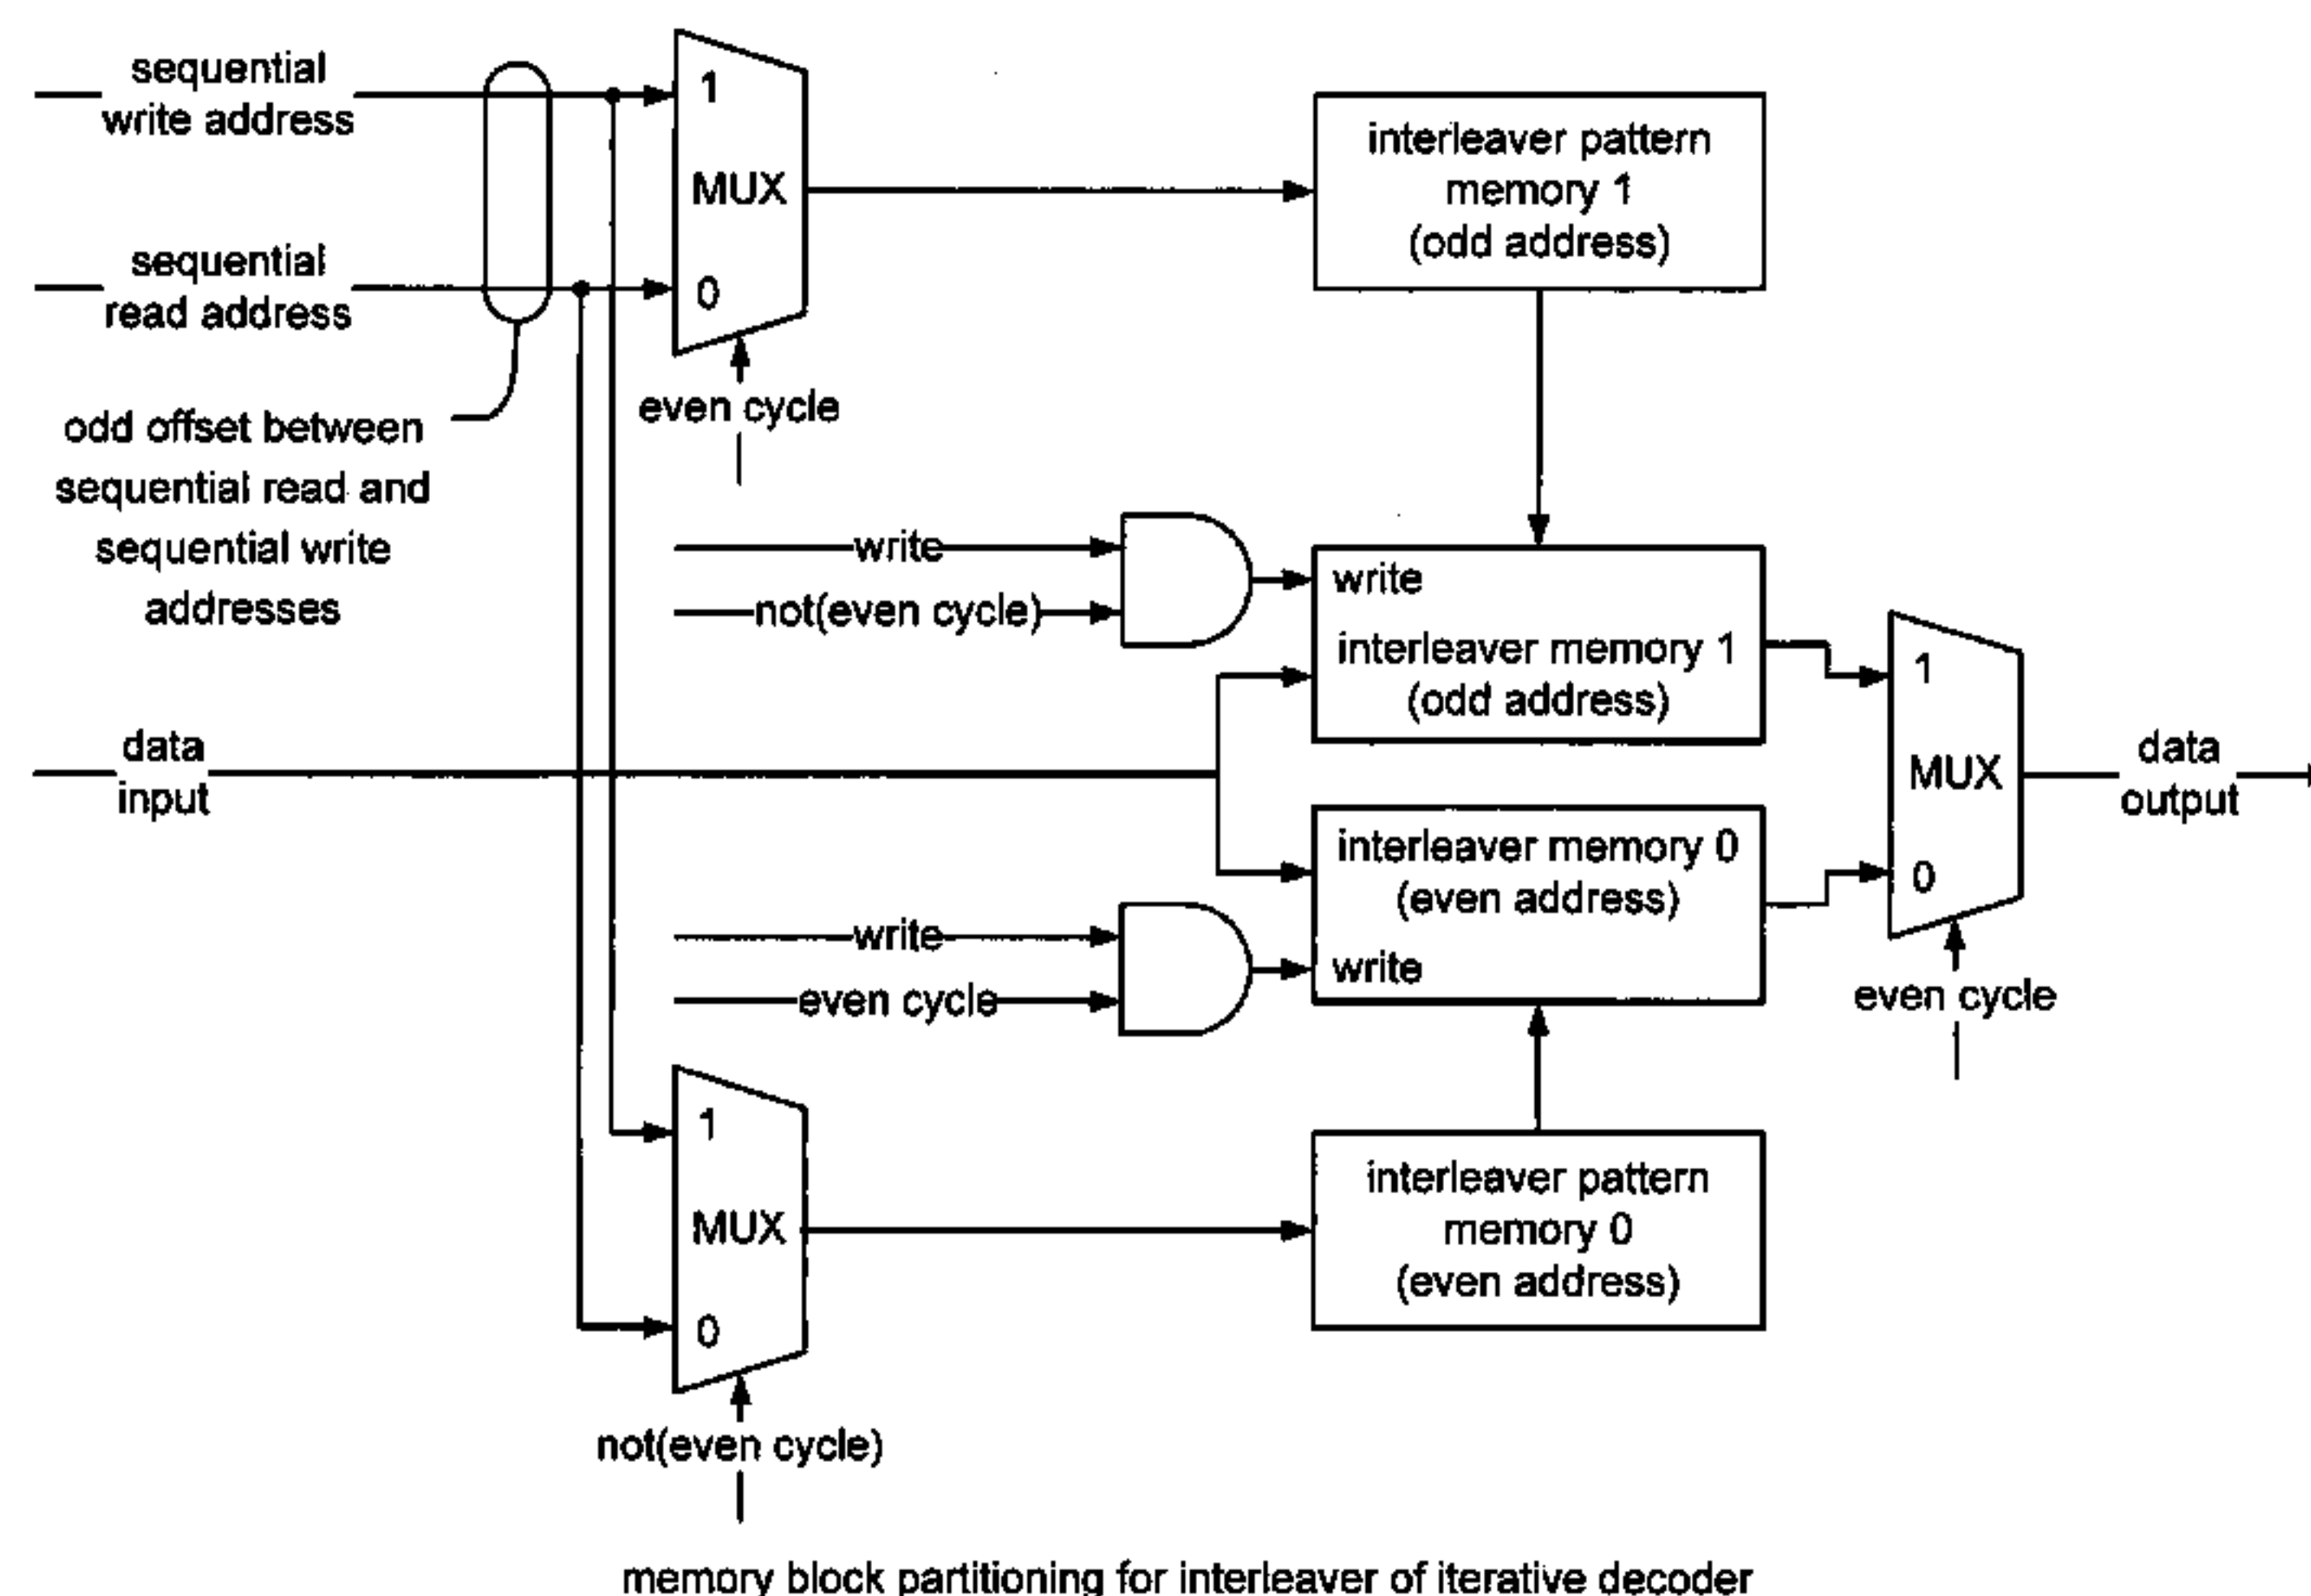 sequential
write address
sequential
read address
odd offset between
sequential read and
sequential write
addresses
1
MUX
0
even cycle
interleaver pattern
memory 1
(odd address)
write
not(even cycle)
write
interleaver memory 1
(odd address)
data
input
interleaver memory 0
(even address)
write
write
even cycle
1
MUX
0
even cycle
data
output
1
MUX
0
not(even cycle)
interleaver pattern
memory 0
(even address)
memory block partitioning for interleaver of iterative decoder